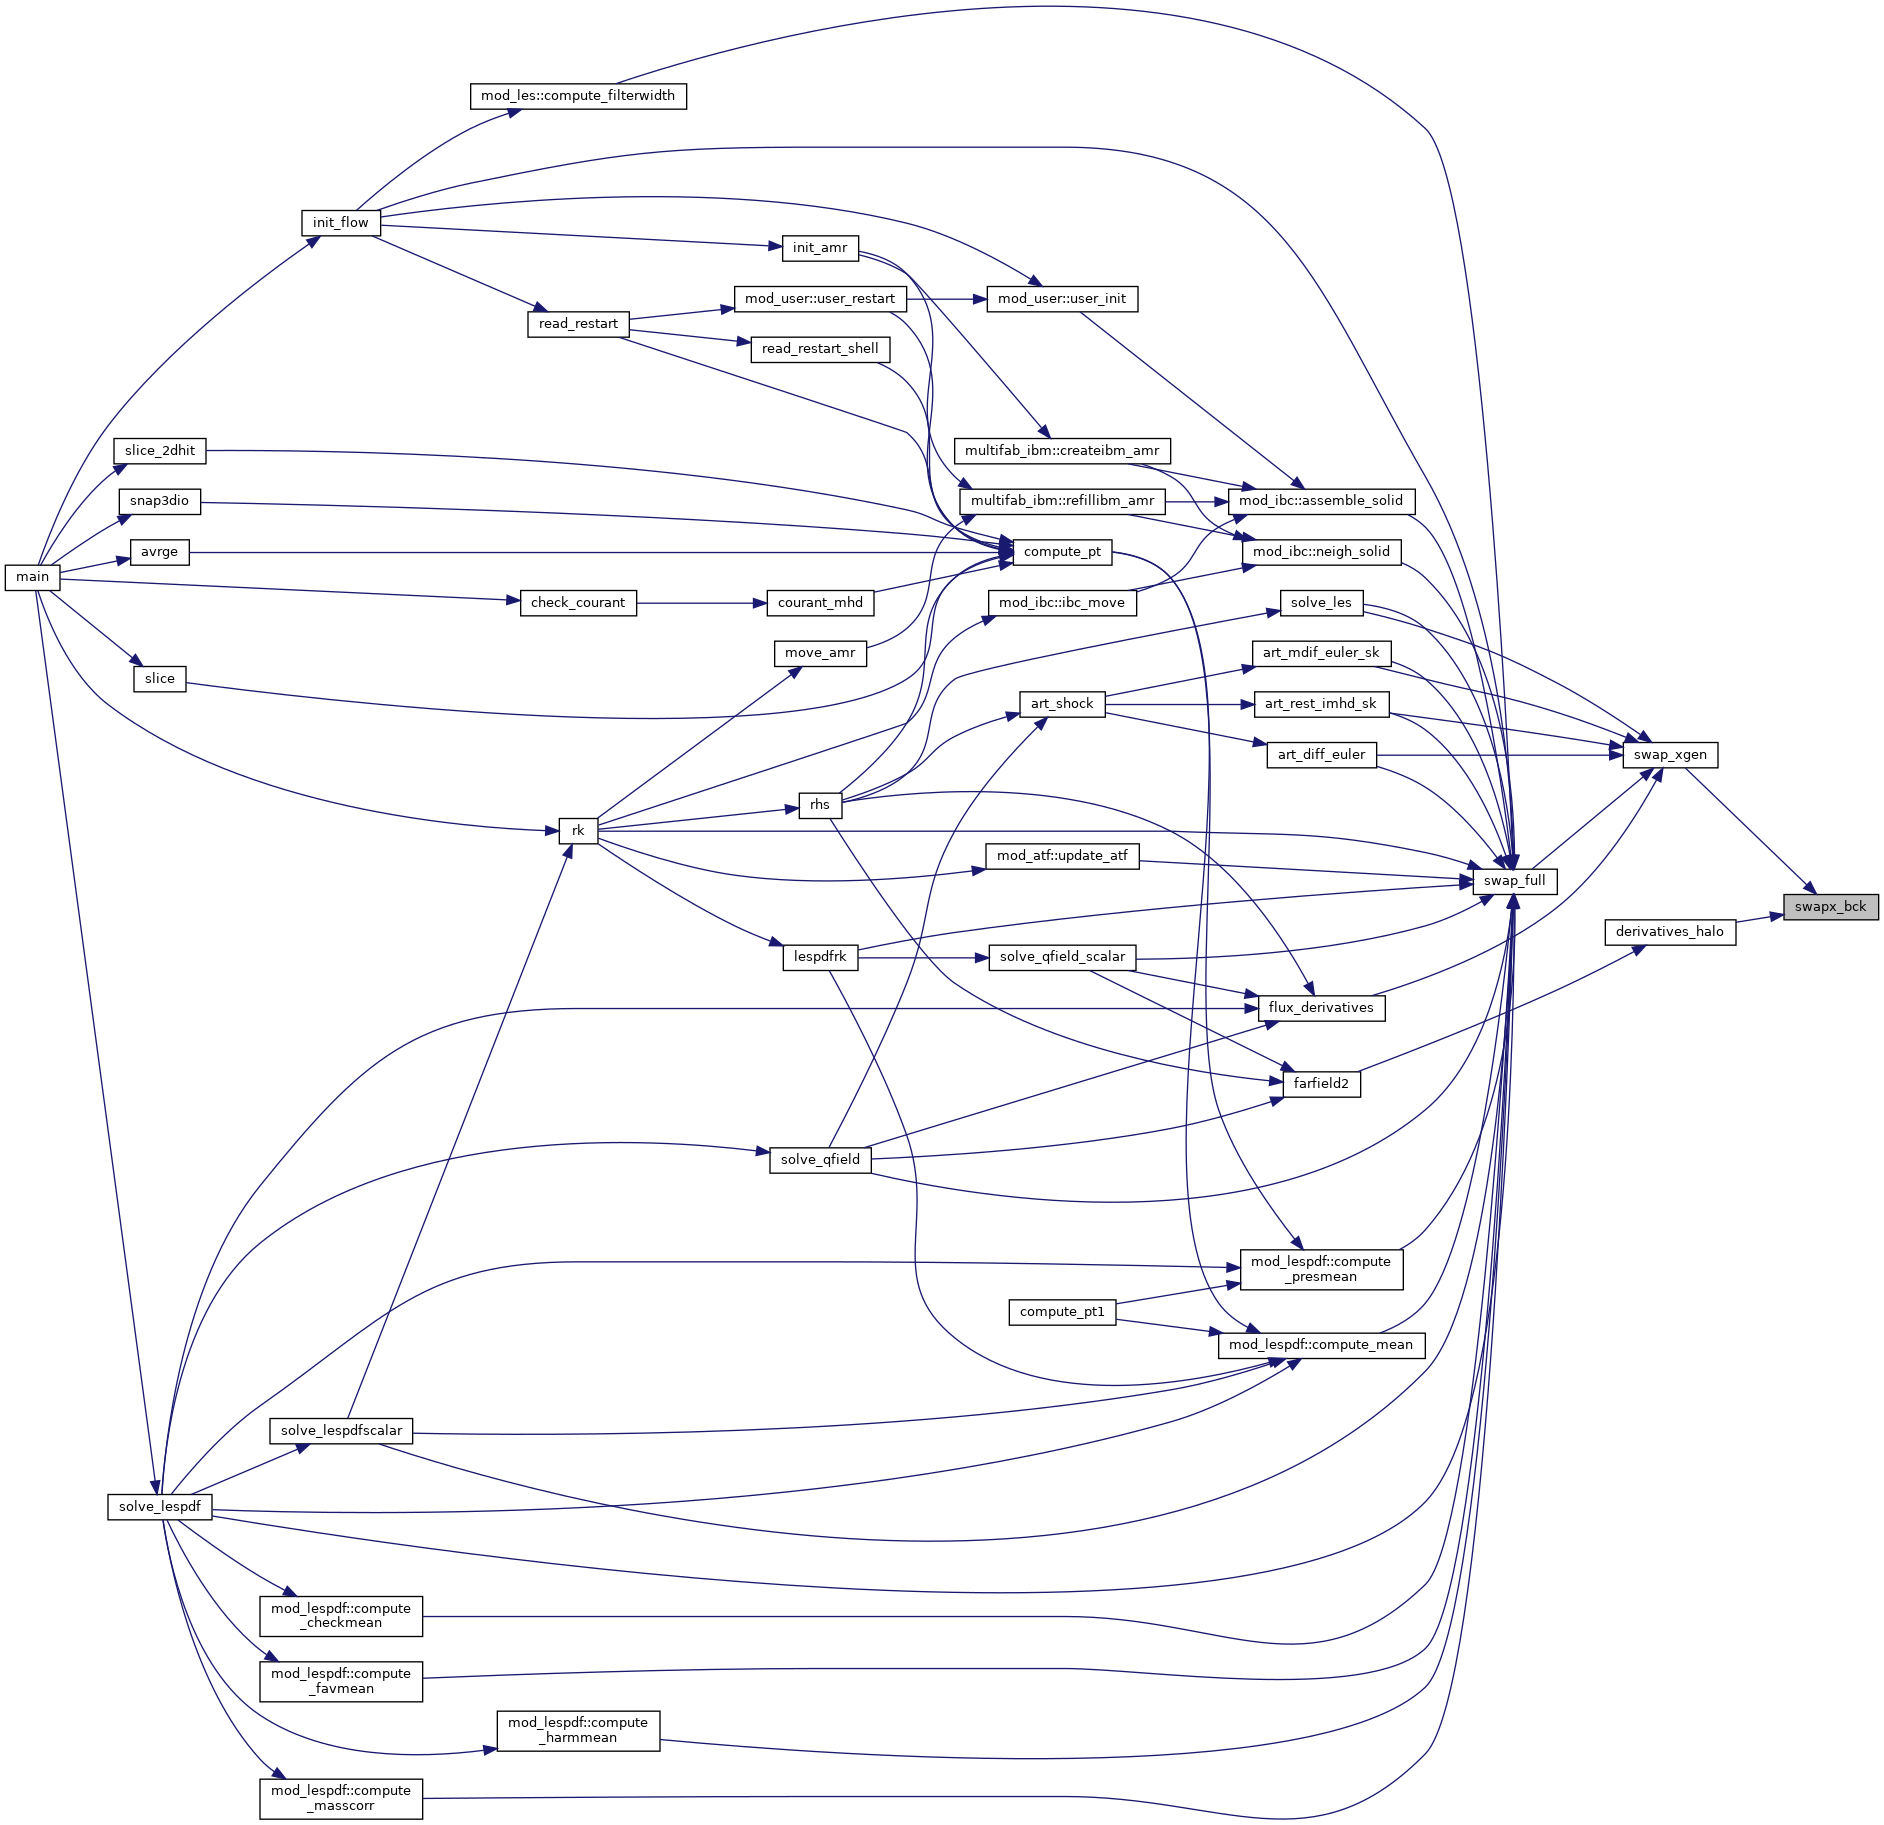 mod_les::compute_filterwidth
init_flow
init_amr
mod_user::user_restart
mod_user::user_init
read_restart
read_restart_shell
slice_2dhit
multifab_ibm::createibm_amr
snap3dio
multifab_ibm::refillibm_amr
mod_ibc::assemble_solid
avrge
compute_pt
mod_ibc::neigh_solid
main
check_courant
courant_mhd
mod_ibc::ibc_move
solve_les
move_amr
art_mdif_euler_sk
slice
art_shock
art_rest_imhd_sk
art_diff_euler
swap_xgen
rhs
rk
mod_atf::update_atf
swap_full
swapx_bck
derivatives_halo
lespdfrk
solve_qfield_scalar
flux_derivatives
farfield2
solve_qfield
mod_lespdf::compute
_presmean
compute_pt1
mod_lespdf::compute_mean
solve_lespdfscalar
solve_lespdf
mod_lespdf::compute
_checkmean
mod_lespdf::compute
_favmean
mod_lespdf::compute
_harmmean
mod_lespdf::compute
_masscorr